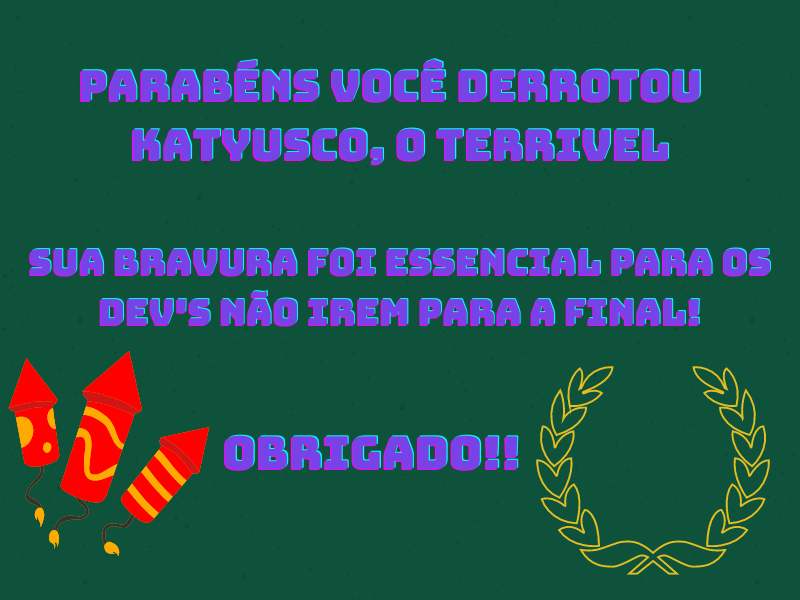 PARABÉNS VOCÊ DERROTOU
KATYUSCO, O TERRIVEL
SUA BRAVURA FOI ESSENCIAL PARA OS
DEV'S NÃO IREM PARA A FINAL!
OBRIGADO!!